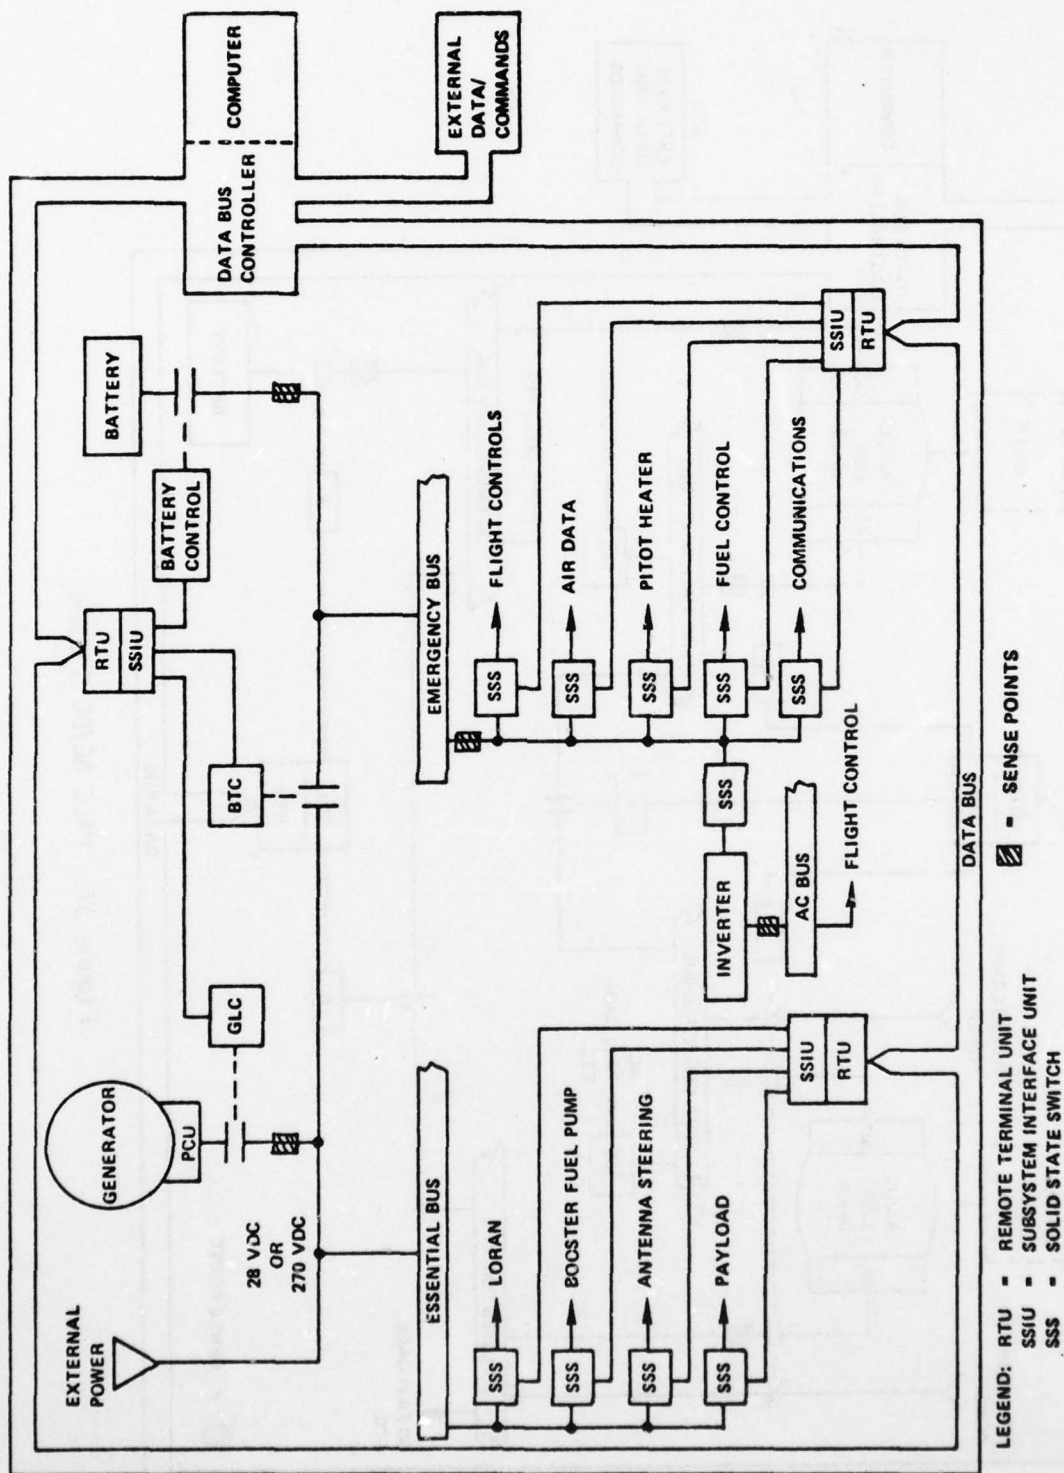 EXTERNAL
POWER
GENERATOR
PCU
28 VDC
OR
270 VDC
GLC
BTC
RTU
SSIU
BATTERY
CONTROL
BATTERY
DATA BUS
CONTROLLER
COMPUTER
EXTERNAL
DATA/
COMMANDS
ESSENTIAL BUS
SSS
LORAN
SSS
BOOSTER FUEL PUMP
SSS
ANTENNA STEERING
SSS
PAYLOAD
SSIU
RTU
EMERGENCY BUS
SSS
FLIGHT CONTROLS
SSS
AIR DATA
SSS
PITOT HEATER
SSS
FUEL CONTROL
SSS
COMMUNICATIONS
SSS
INVERTER
AC BUS
FLIGHT CONTROL
SSIU
RTU
DATA BUS
LEGEND: RTU = REMOTE TERMINAL UNIT
SSIU = SUBSYSTEM INTERFACE UNIT
SSS = SOLID STATE SWITCH
= SENSE POINTS